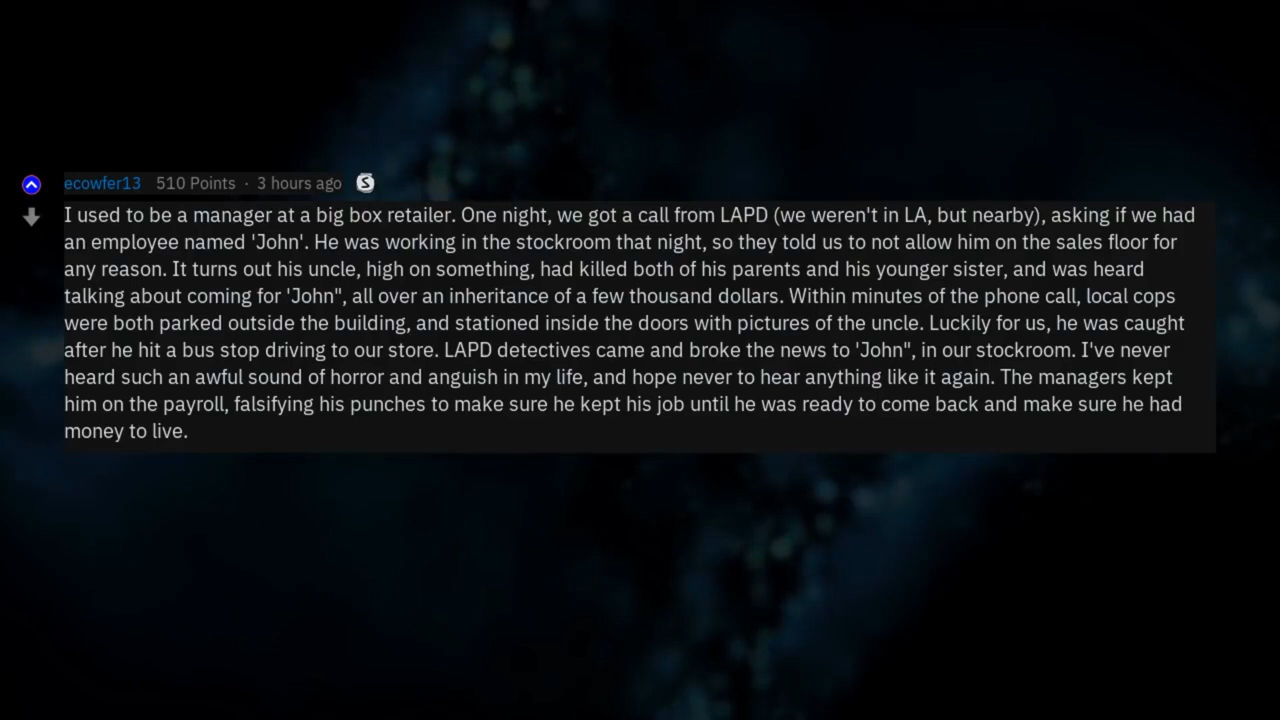 ecowfer13 510 Points · 3 hours ago
I used to be a manager at a big box retailer. One night, we got a call from LAPD (we weren't in LA, but nearby), asking if we had
an employee named 'John'. He was working in the stockroom that night, so they told us to not allow him on the sales floor for
any reason. It turns out his uncle, high on something, had killed both of his parents and his younger sister, and was heard
talking about coming for 'John", all over an inheritance of a few thousand dollars. Within minutes of the phone call, local cops
were both parked outside the building, and stationed inside the doors with pictures of the uncle. Luckily for us, he was caught
after he hit a bus stop driving to our store. LAPD detectives came and broke the news to 'John", in our stockroom. I've never
heard such an awful sound of horror and anguish in my life, and hope never to hear anything like it again. The managers kept
him on the payroll, falsifying his punches to make sure he kept his job until he was ready to come back and make sure he had
money to live.